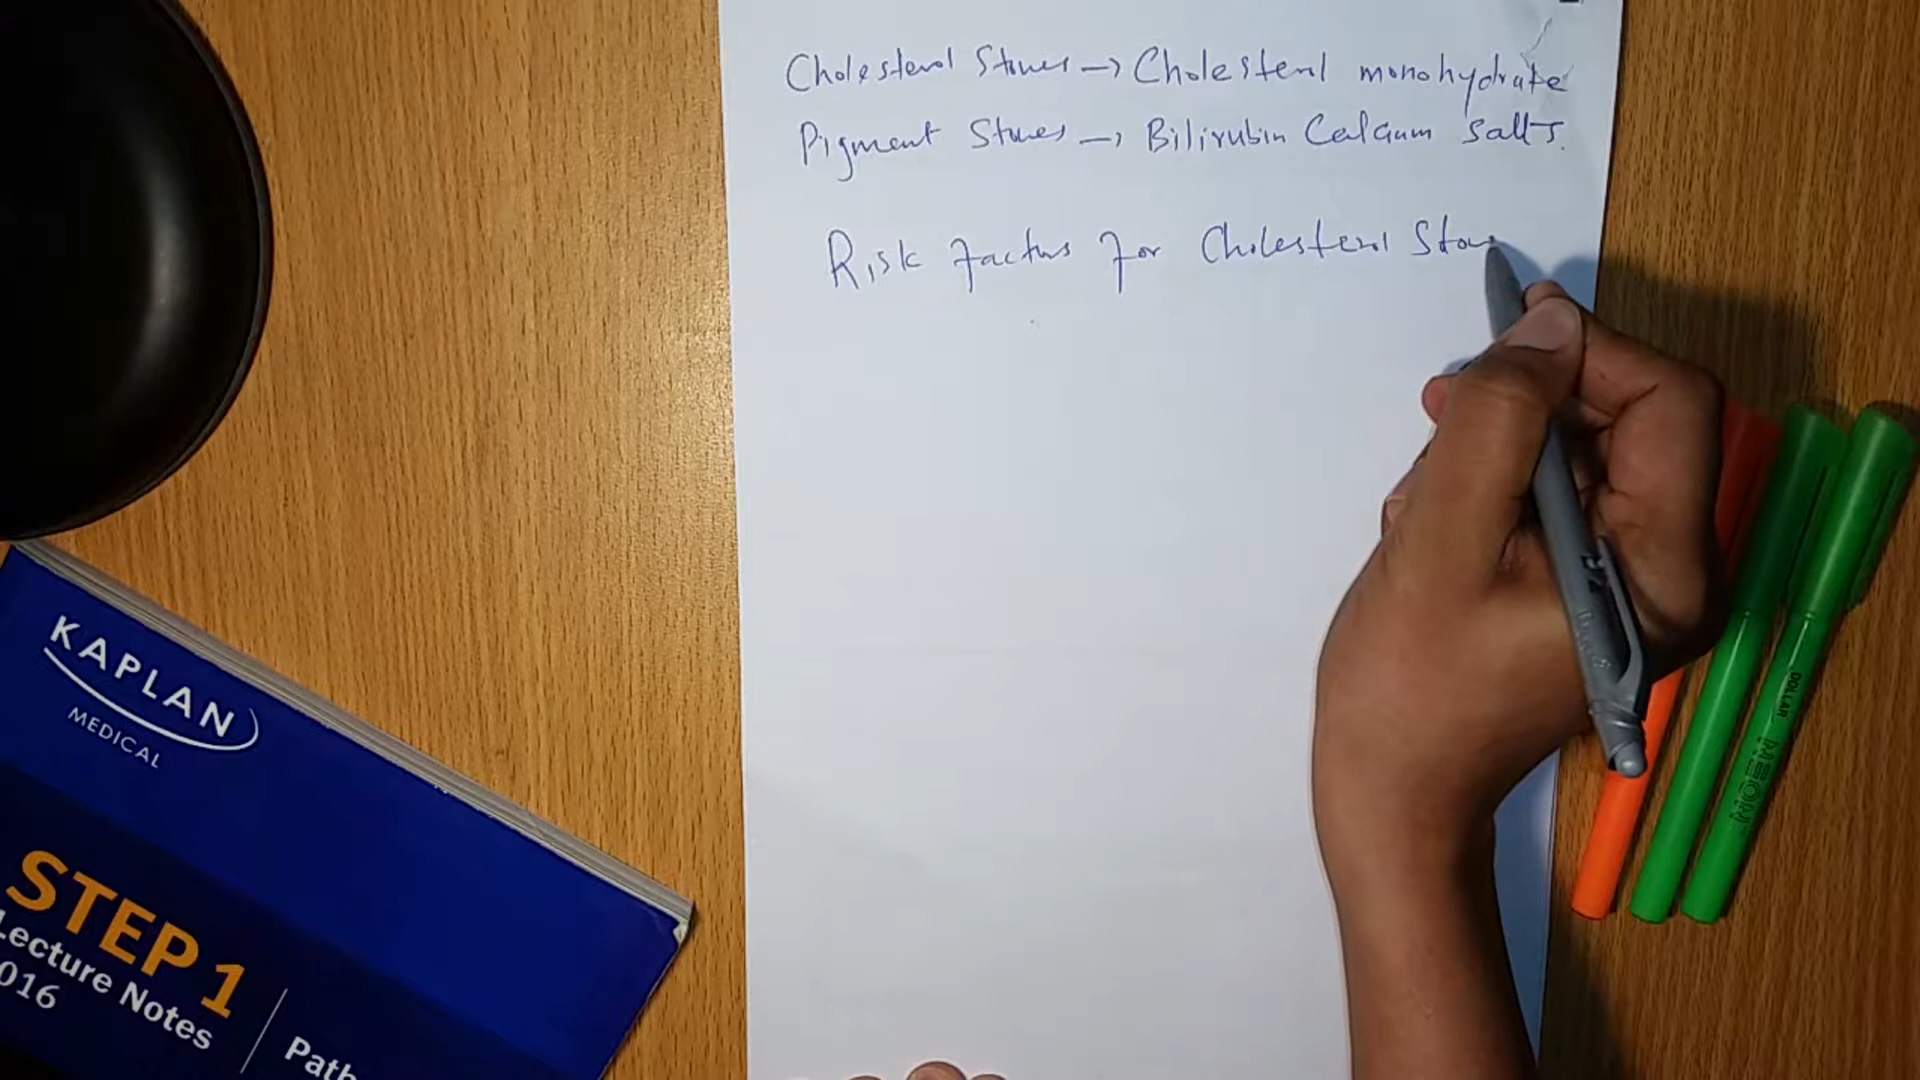 Cholesterol Stones → Cholesterol monohydrate
Pigment Stones → Bilirubin Calcium Salts.
Risk factors for Cholesterol Ston
KAPLAN
MEDICAL
STEP 1
Lecture Notes
016
Path
DOLLAR
NEON